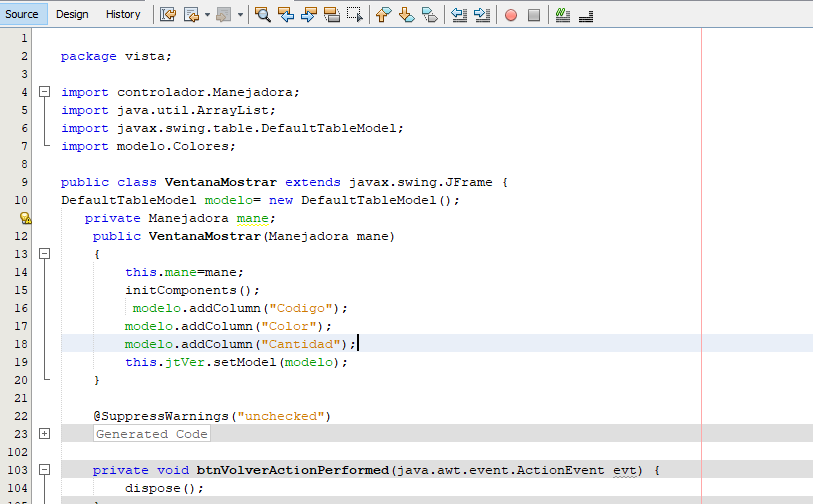 Source Design History
1
2 package vista;
3
4 import controlador.Manejadora;
5 import java.util.ArrayList;
6 import javax.swing.table.DefaultTableModel;
7 import modelo.Colores;
8
9 public class VentanaMostrar extends javax.swing.JFrame {
10 DefaultTableModel modelo= new DefaultTableModel();
private Manejadora mane;
12 public VentanaMostrar(Manejadora mane)
13 {
14 this.mane=mane;
15 initComponents();
16 modelo.addColumn("Codigo");
17 modelo.addColumn("Color");
18 modelo.addColumn("Cantidad");
19 this.jtVer.setModel(modelo);
20 }
21
22 @SuppressWarnings("unchecked")
23 Generated Code
102
103 private void btnVolverActionPerformed(java.awt.event.ActionEvent evt) {
104 dispose();